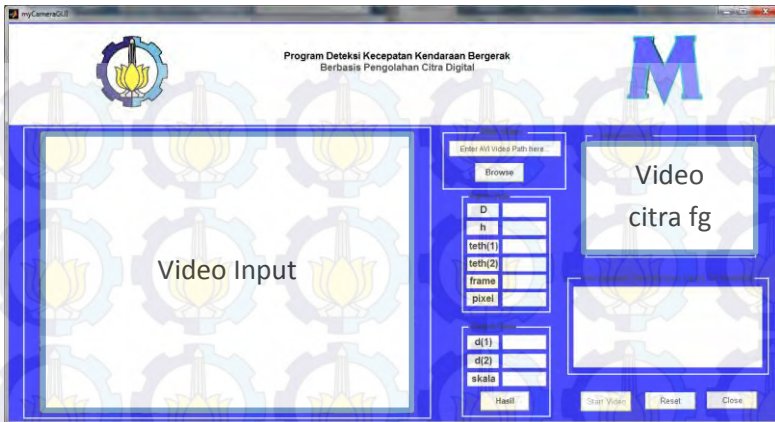 myCameraGUI
Program Deteksi Kecepatan Kendaraan Bergerak
Berbasis Pengolahan Citra Digital
M
Enter AVI Video Path here...
Browse
Video Input
Video
citra fg
D
h
teth(1)
teth(2)
frame
pixel
d(1)
d(2)
skala
Hasil
Start Video
Reset
Close